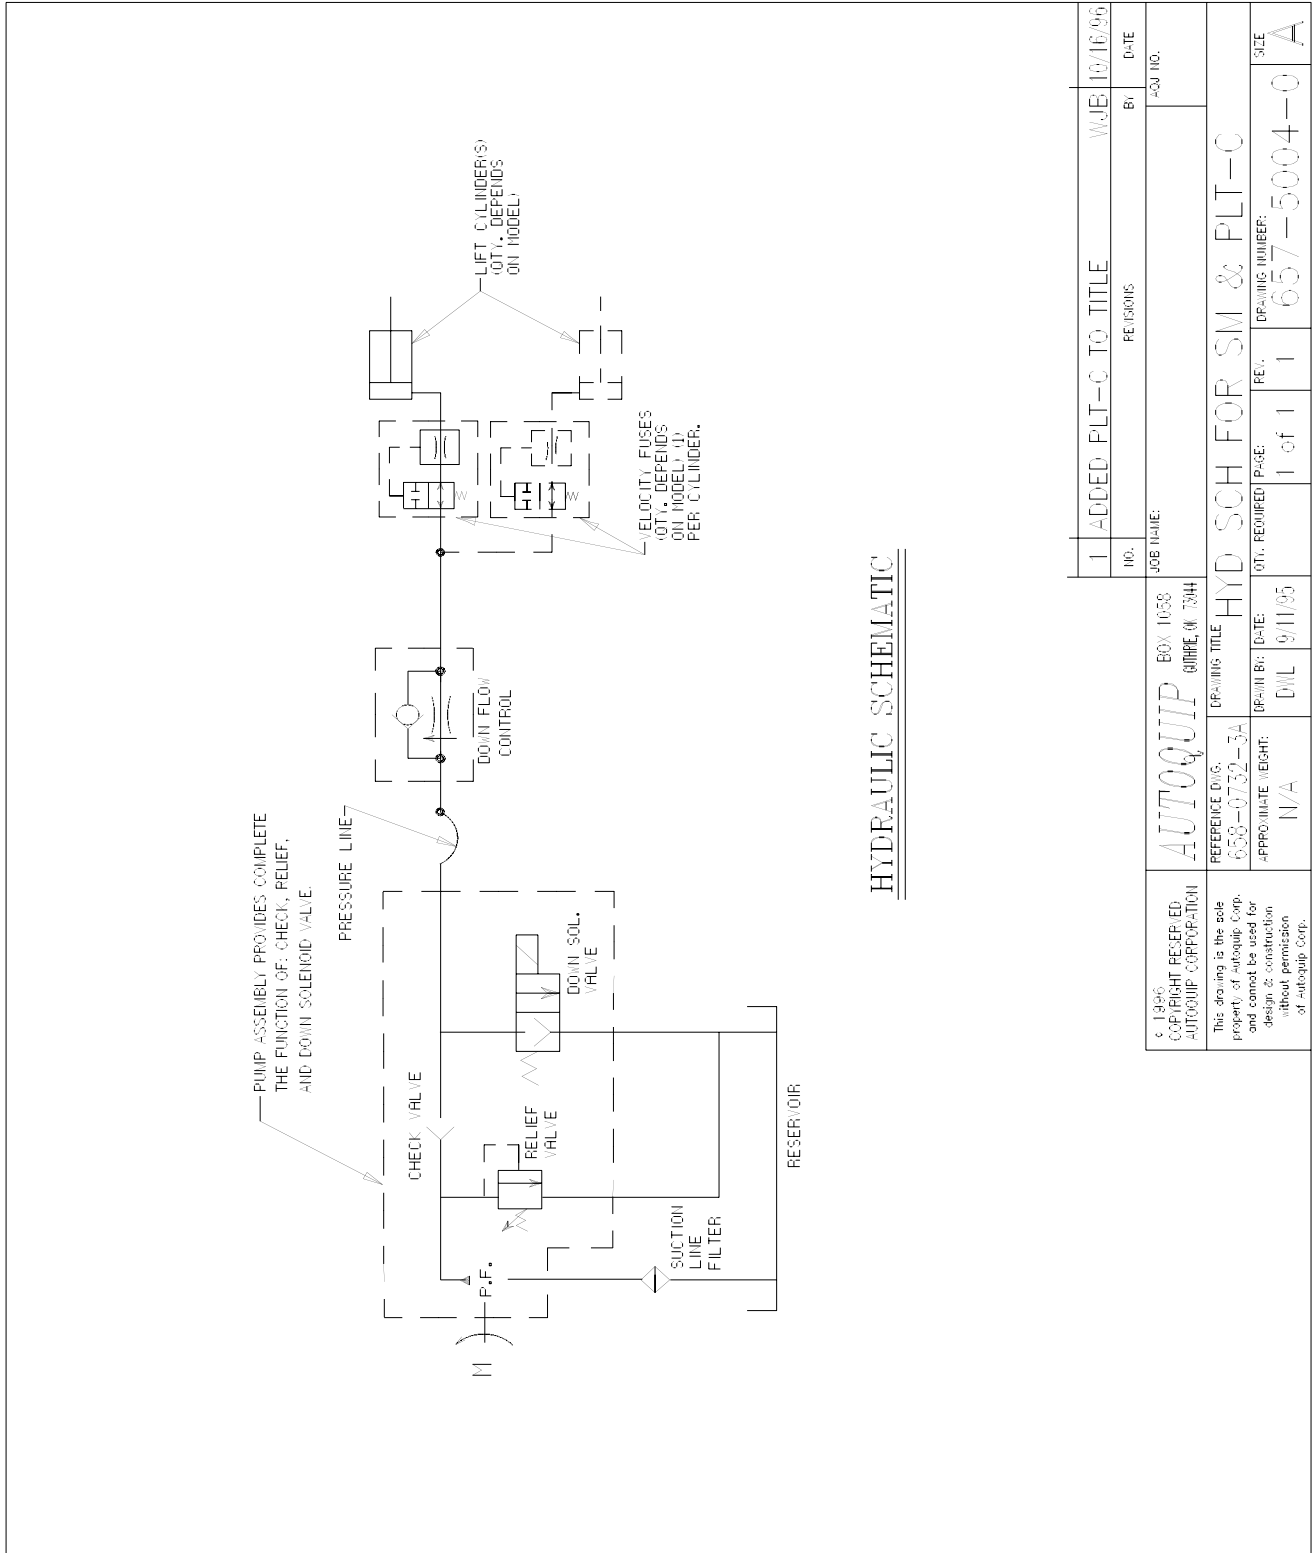 PUMP ASSEMBLY PROVIDES COMPLETE
THE FUNCTION OF: CHECK, RELIEF,
AND DOWN SOLENOID VALVE.
PRESSURE LINE
LIFT CYLINDER(S)
(QTY. DEPENDS
ON MODEL)
VELOCITY FUSES
(QTY. DEPENDS
ON MODEL) (1)
PER CYLINDER.
DOWN FLOW
CONTROL
DOWN SOL.
VALVE
CHECK VALVE
RELIEF
VALVE
P.F.
M
SUCTION
LINE
FILTER
RESERVOIR
HYDRAULIC SCHEMATIC
1 ADDED PLT-C TO TITLE WJB 10/16/96
NO. REVISIONS BY DATE
c 1996
COPYRIGHT RESERVED
AUTOQUIP CORPORATION
This drawing is the sole
property of Autoquip Corp.
and cannot be used for
design & construction
without permission
of Autoquip Corp.
AUTOQUIP BOX 1058
GUTHRIE, OK 73044
JOB NAME:
AQJ NO.
REFERENCE DWG.
658-0732-3A
DRAWING TITLE
HYD SCH FOR SM & PLT-C
APPROXIMATE WEIGHT:
N/A
DRAWN BY:
DWL
DATE:
9/11/95
QTY. REQUIRED
PAGE:
1 of 1
REV.
1
DRAWING NUMBER:
657-5004-0
SIZE
A